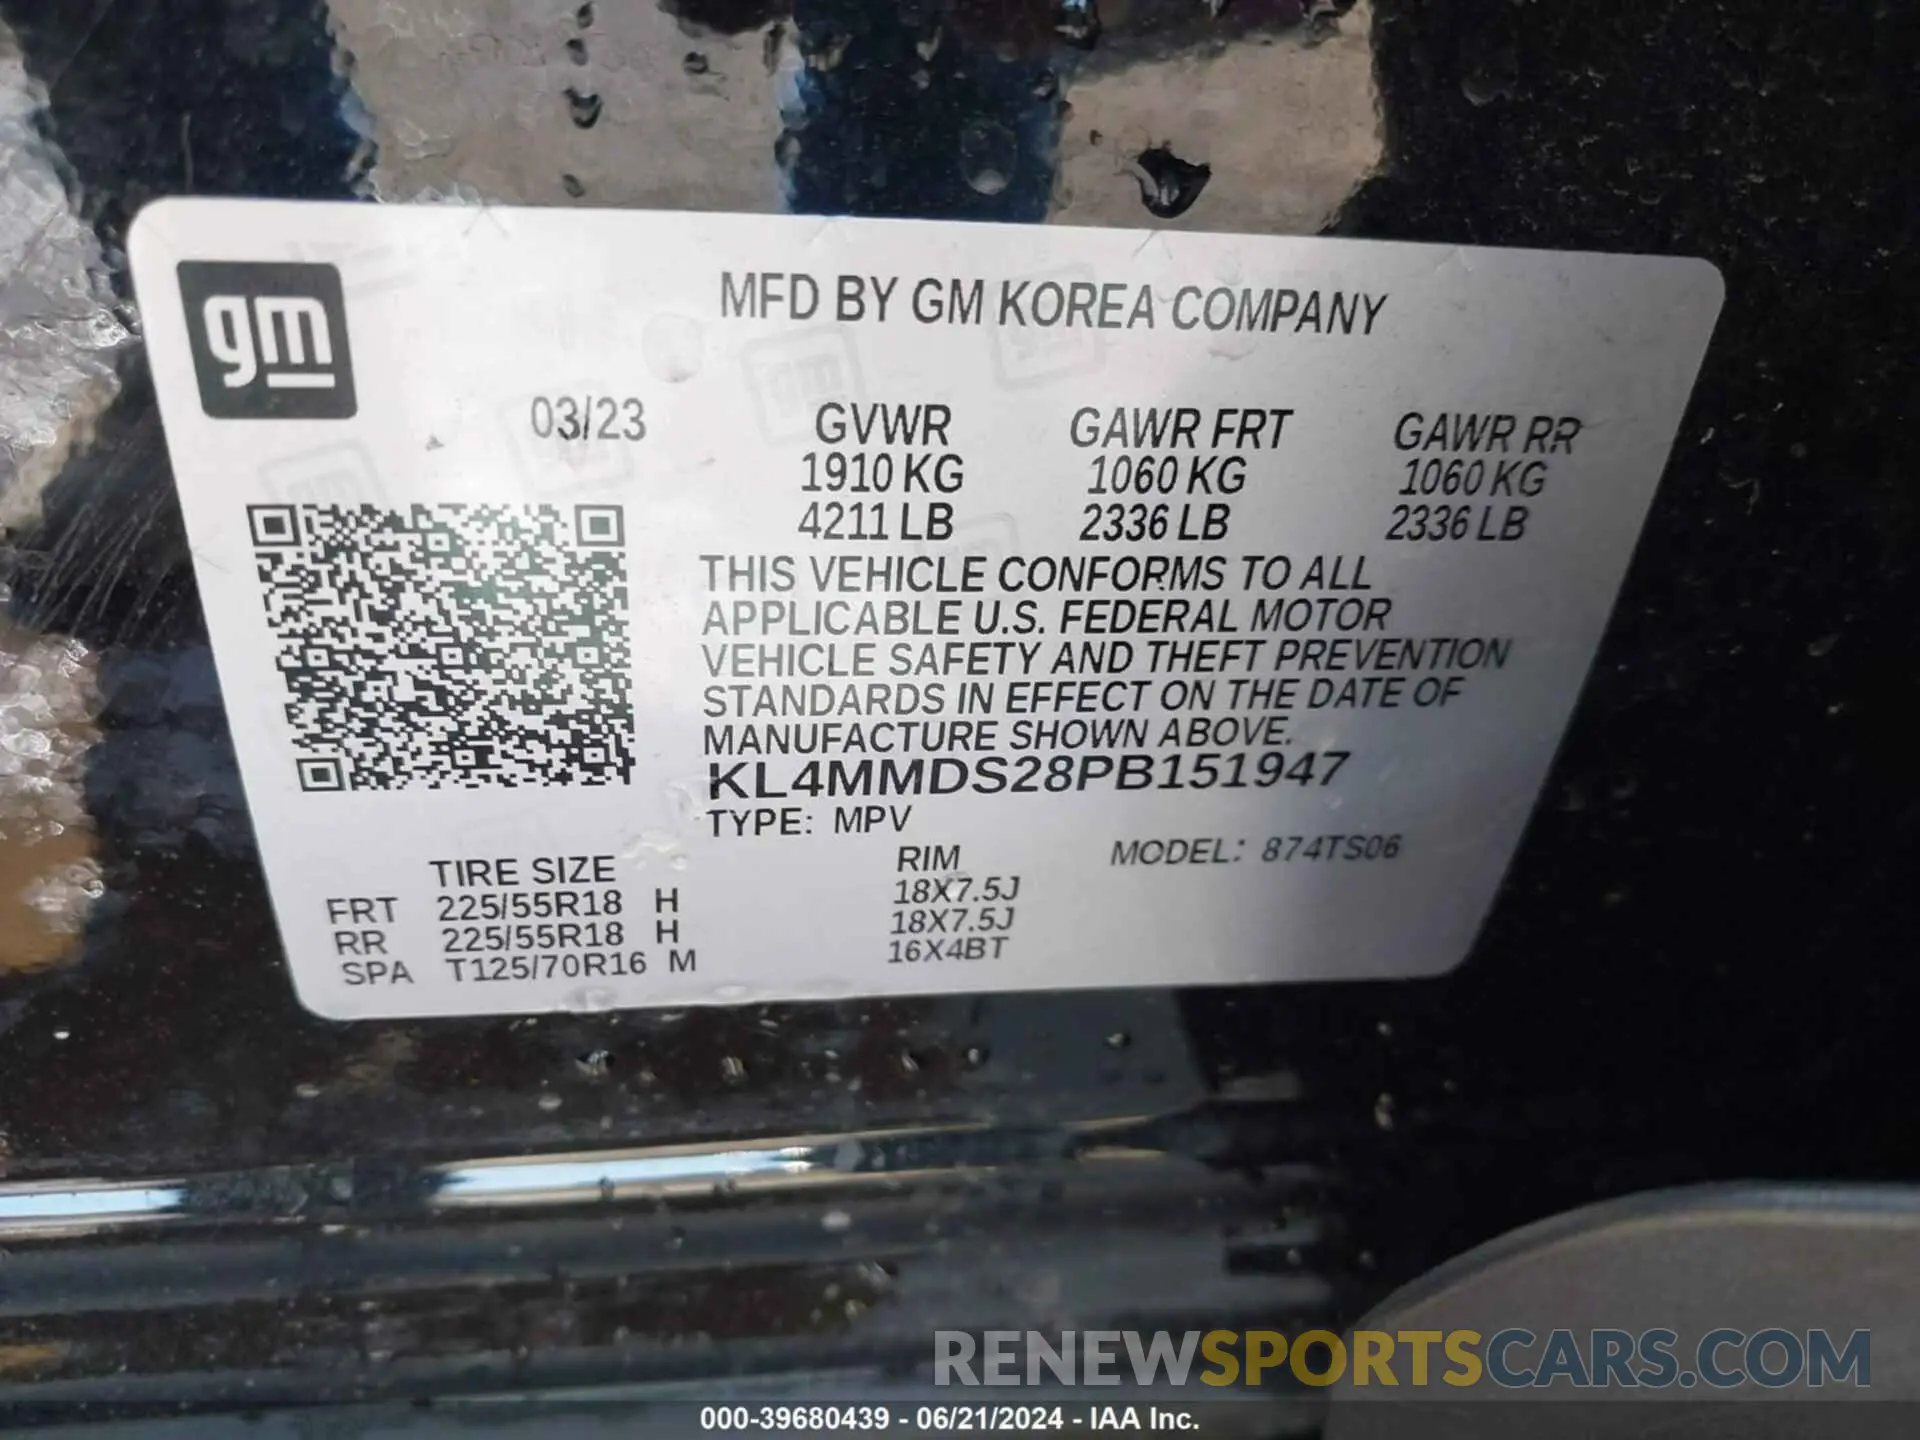 gm
MFD BY GM KOREA COMPANY
03/23 GVWR GAWR FRT GAWR RR
1910 KG 1060 KG 1060 KG
4211 LB 2336 LB 2336 LB
THIS VEHICLE CONFORMS TO ALL
APPLICABLE U.S. FEDERAL MOTOR
VEHICLE SAFETY AND THEFT PREVENTION
STANDARDS IN EFFECT ON THE DATE OF
MANUFACTURE SHOWN ABOVE.
KL4MMDS28PB151947
TYPE: MPV
TIRE SIZE RIM MODEL: 874TS06
FRT 225/55R18 H 18X7.5J
RR 225/55R18 H 18X7.5J
SPA T125/70R16 M 16X4BT
RENEWSPORTSCARS.COM
000-39680439 - 06/21/2024 - IAA Inc.